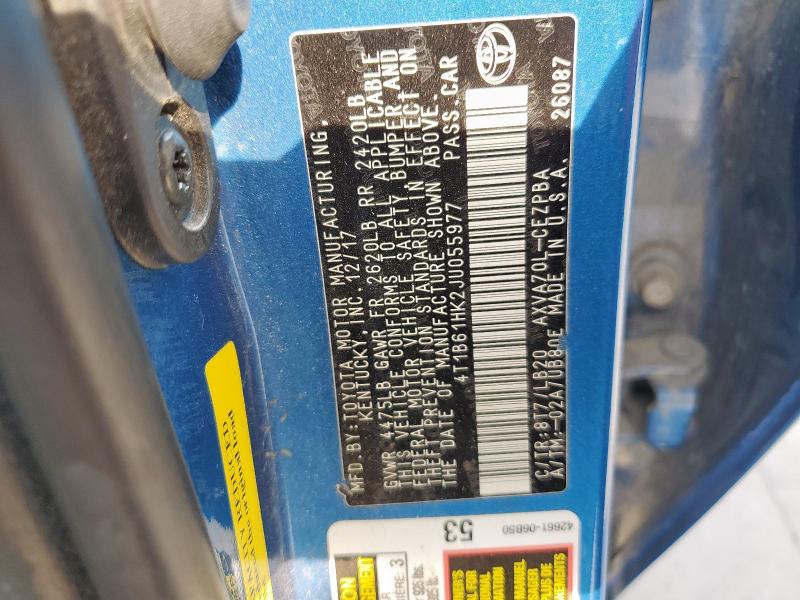 MFD.BY:TOYOTA MOTOR MANUFACTURING,
KENTUCKY INC. 12/17
GVWR 4475LB GAWR FR 2620LB RR 2420LB
THIS VEHICLE CONFORMS TO ALL APPLICABLE
FEDERAL MOTOR VEHICLE SAFETY, BUMPER AND
THEFT PREVENTION STANDARDS IN EFFECT ON
THE DATE OF MANUFACTURE SHOWN ABOVE.
4T1B61HK2JU055977 PASS.CAR
C/TR:8T7/LB20 AXVA70L-CEZPBA
A/TM:-02A/UB80E MADE IN U.S.A. 26087
TOYOTA
53
42661-06B50